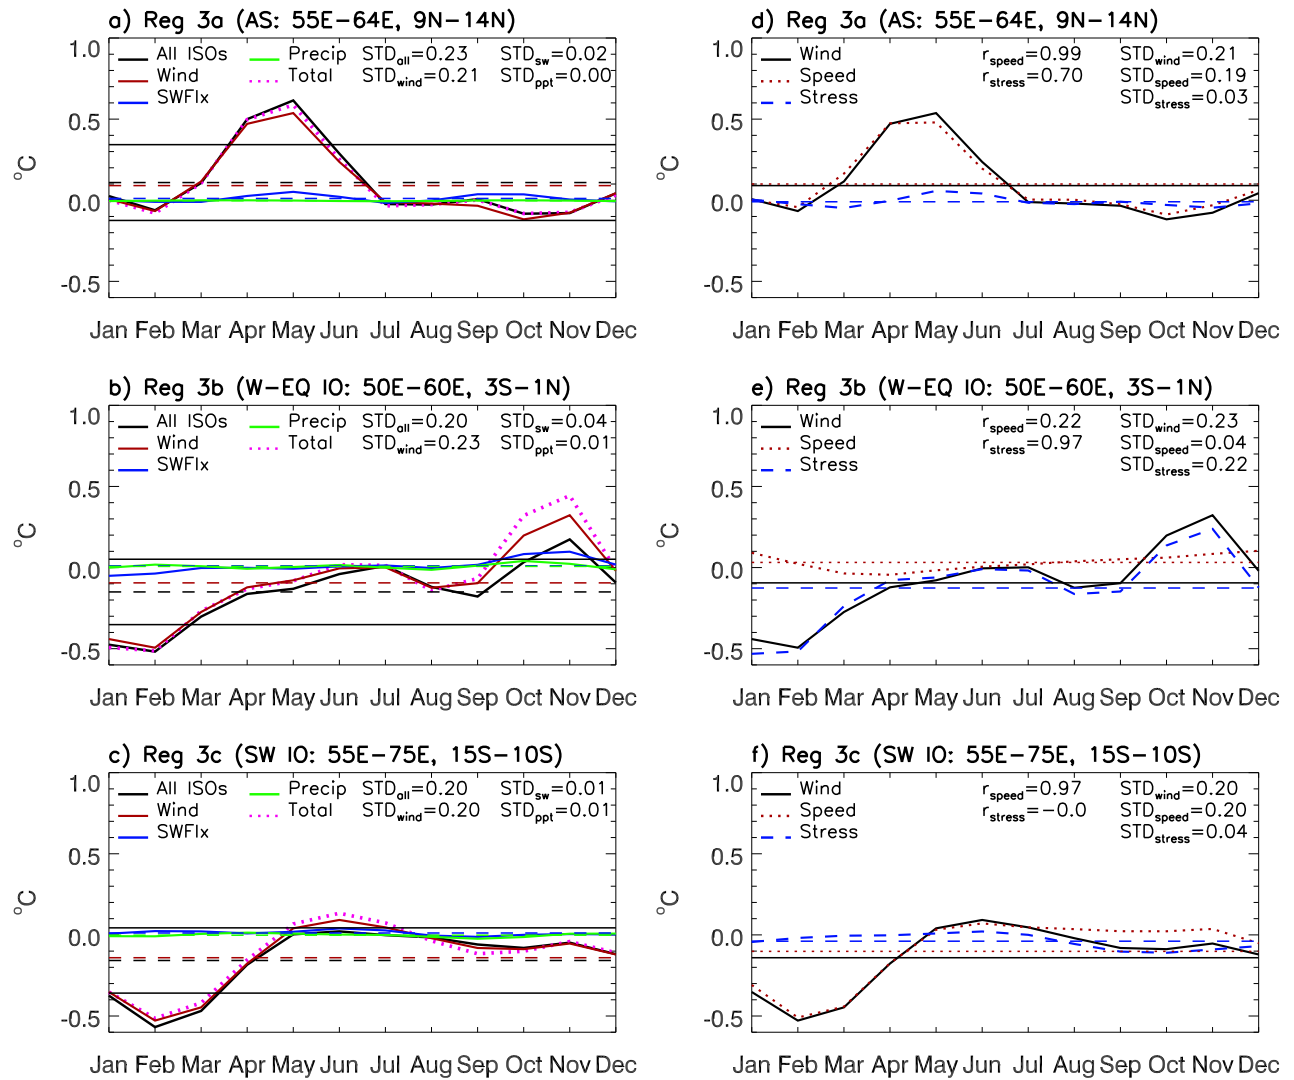 a) Reg 3a (AS: 55E−64E, 9N−14N)
1.0
All ISOs Precip STDall=0.23 STDsw=0.02
Wind Total STDwind=0.21 STDppt=0.00
SWFlx
0.5
°C
0.0
-0.5
Jan Feb Mar Apr May Jun Jul Aug Sep Oct Nov Dec
d) Reg 3a (AS: 55E−64E, 9N−14N)
1.0
Wind rspeed=0.99 STDwind=0.21
Speed rstress=0.70 STDspeed=0.19
Stress STDstress=0.03
0.5
°C
0.0
-0.5
Jan Feb Mar Apr May Jun Jul Aug Sep Oct Nov Dec
b) Reg 3b (W−EQ IO: 50E−60E, 3S−1N)
1.0
All ISOs Precip STDall=0.20 STDsw=0.04
Wind Total STDwind=0.23 STDppt=0.01
SWFlx
0.5
°C
0.0
-0.5
Jan Feb Mar Apr May Jun Jul Aug Sep Oct Nov Dec
e) Reg 3b (W−EQ IO: 50E−60E, 3S−1N)
1.0
Wind rspeed=0.22 STDwind=0.23
Speed rstress=0.97 STDspeed=0.04
Stress STDstress=0.22
0.5
°C
0.0
-0.5
Jan Feb Mar Apr May Jun Jul Aug Sep Oct Nov Dec
c) Reg 3c (SW IO: 55E−75E, 15S−10S)
1.0
All ISOs Precip STDall=0.20 STDsw=0.01
Wind Total STDwind=0.20 STDppt=0.01
SWFlx
0.5
°C
0.0
-0.5
Jan Feb Mar Apr May Jun Jul Aug Sep Oct Nov Dec
f) Reg 3c (SW IO: 55E−75E, 15S−10S)
1.0
Wind rspeed=0.97 STDwind=0.20
Speed rstress=−0.0 STDspeed=0.20
Stress STDstress=0.04
0.5
°C
0.0
-0.5
Jan Feb Mar Apr May Jun Jul Aug Sep Oct Nov Dec